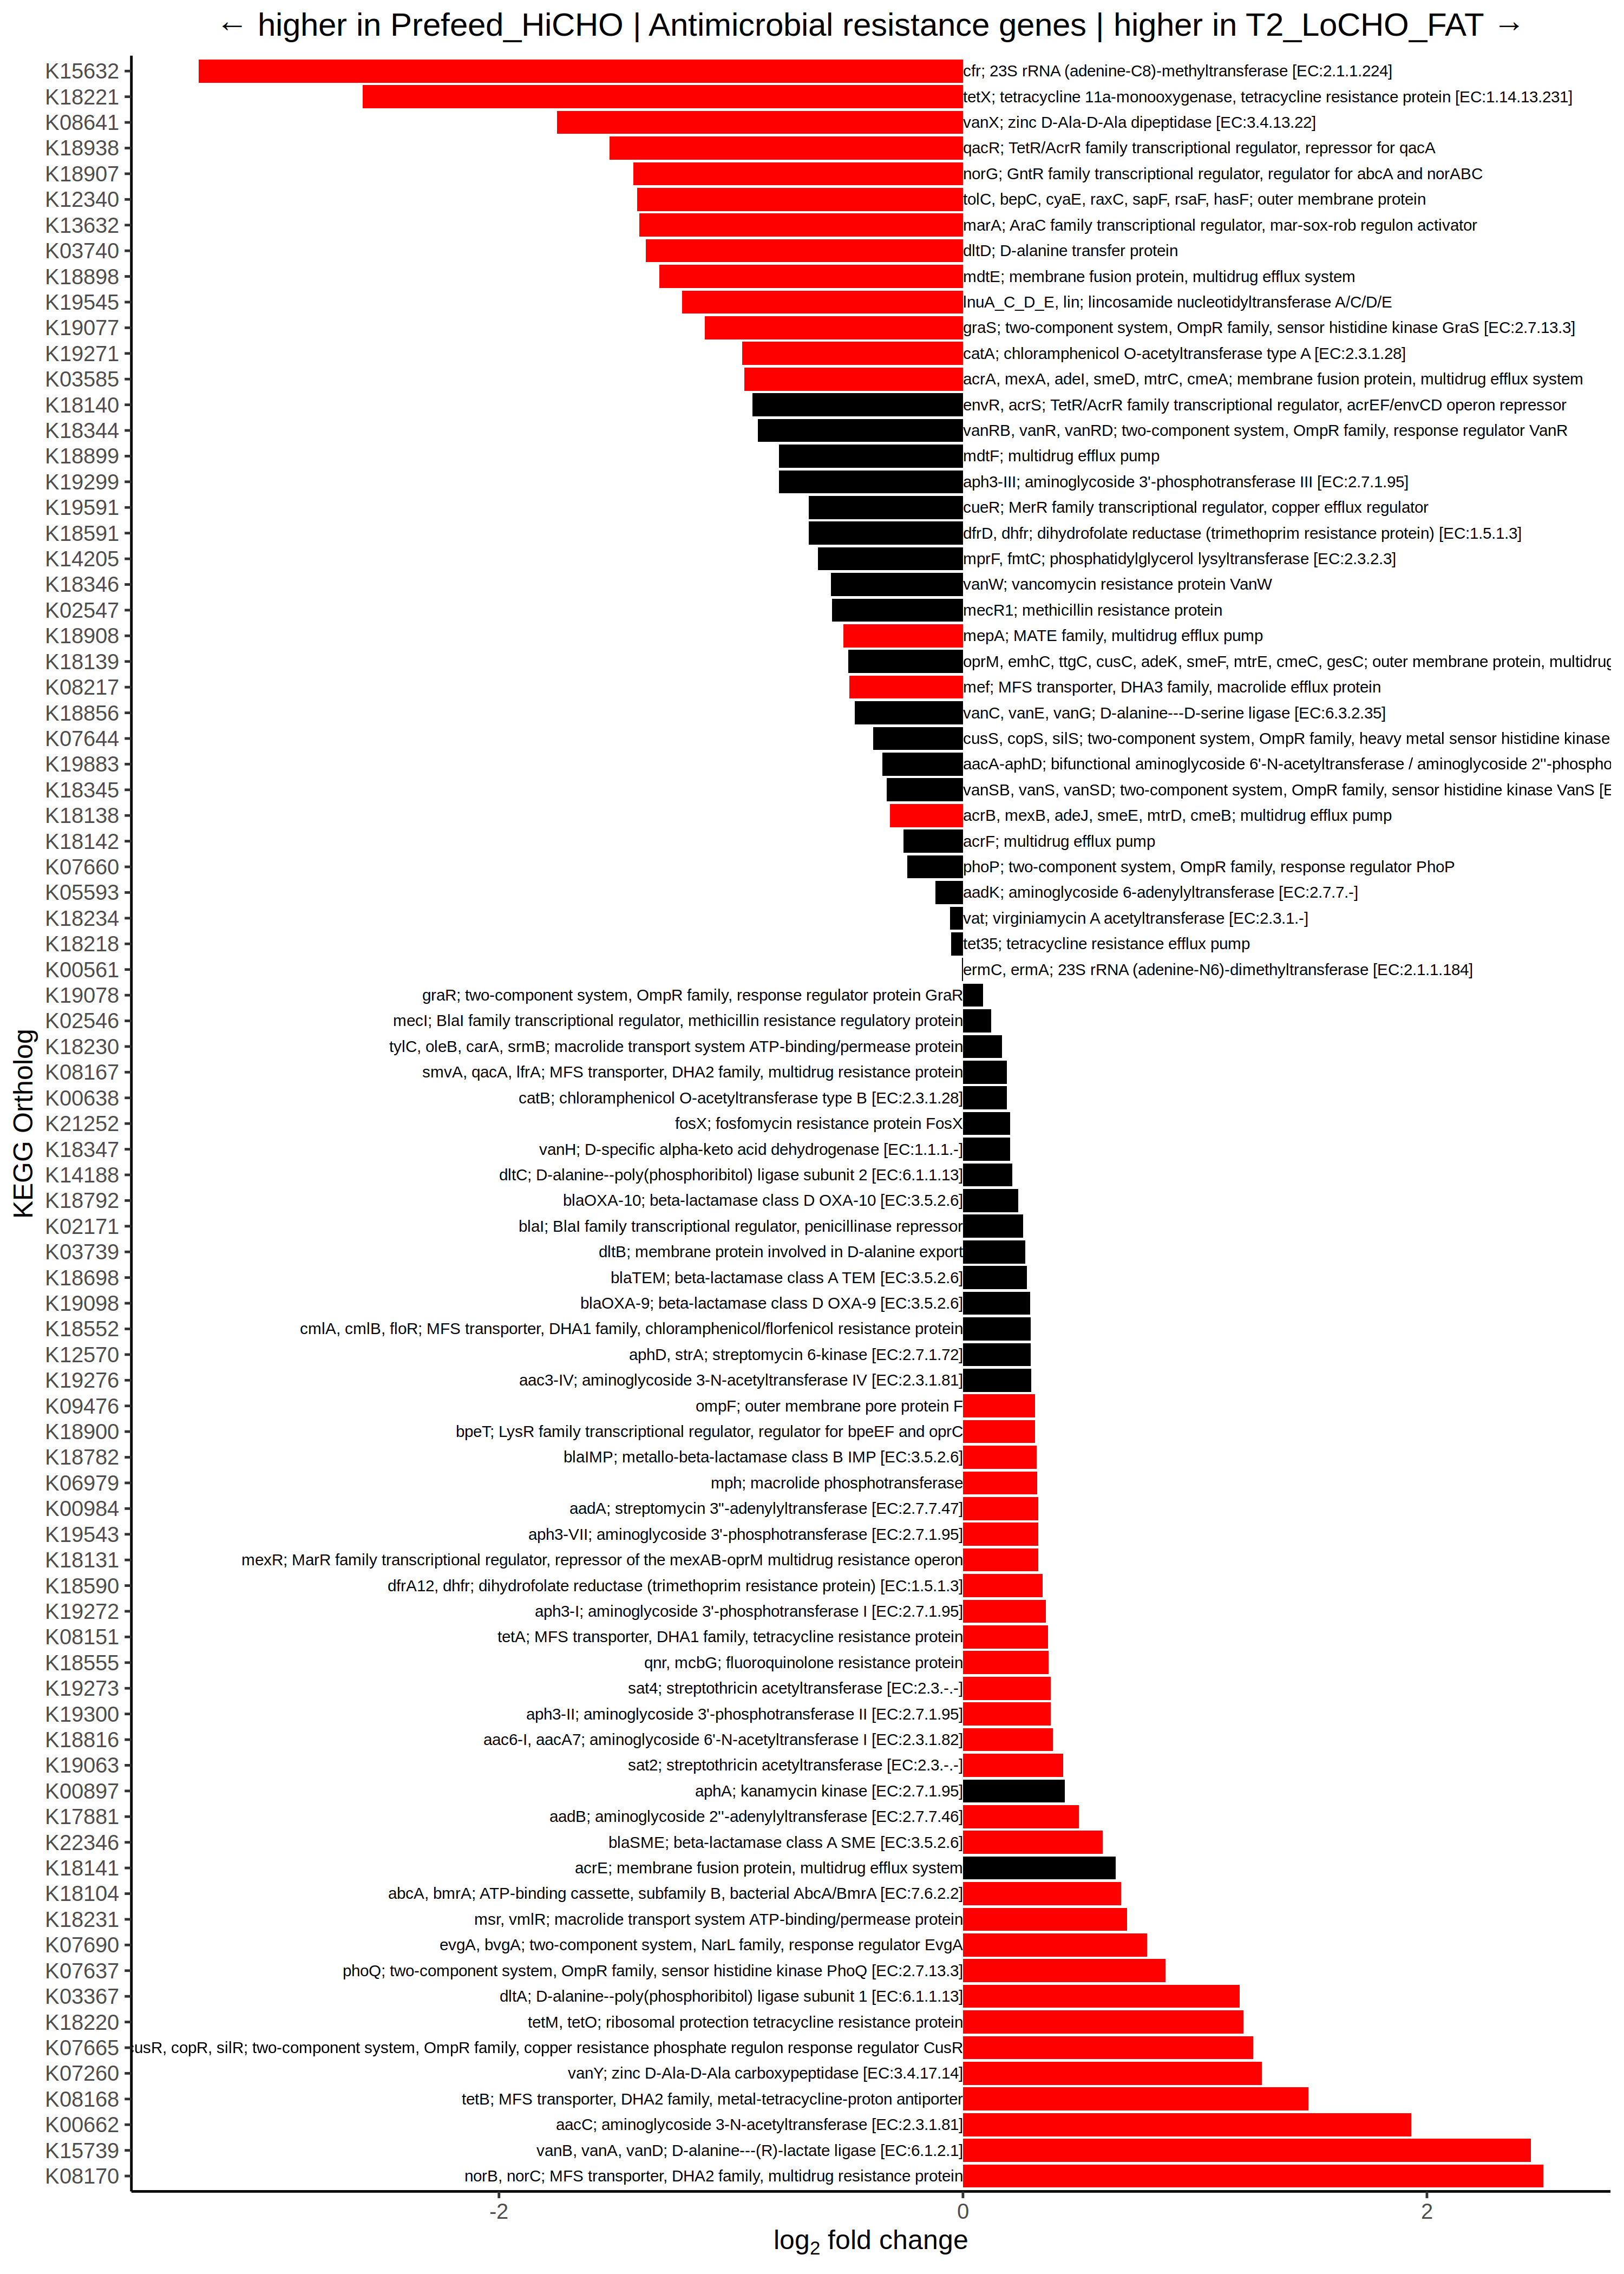 ← higher in Prefeed_HiCHO | Antimicrobial resistance genes | higher in T2_LoCHO_FAT →
K15632 cfr; 23S rRNA (adenine-C8)-methyltransferase [EC:2.1.1.224]
K18221 tetX; tetracycline 11a-monooxygenase, tetracycline resistance protein [EC:1.14.13.231]
K08641 vanX; zinc D-Ala-D-Ala dipeptidase [EC:3.4.13.22]
K18938 qacR; TetR/AcrR family transcriptional regulator, repressor for qacA
K18907 norG; GntR family transcriptional regulator, regulator for abcA and norABC
K12340 tolC, bepC, cyaE, raxC, sapF, rsaF, hasF; outer membrane protein
K13632 marA; AraC family transcriptional regulator, mar-sox-rob regulon activator
K03740 dltD; D-alanine transfer protein
K18898 mdtE; membrane fusion protein, multidrug efflux system
K19545 lnuA_C_D_E, lin; lincosamide nucleotidyltransferase A/C/D/E
K19077 graS; two-component system, OmpR family, sensor histidine kinase GraS [EC:2.7.13.3]
K19271 catA; chloramphenicol O-acetyltransferase type A [EC:2.3.1.28]
K03585 acrA, mexA, adeI, smeD, mtrC, cmeA; membrane fusion protein, multidrug efflux system
K18140 envR, acrS; TetR/AcrR family transcriptional regulator, acrEF/envCD operon repressor
K18344 vanRB, vanR, vanRD; two-component system, OmpR family, response regulator VanR
K18899 mdtF; multidrug efflux pump
K19299 aph3-III; aminoglycoside 3'-phosphotransferase III [EC:2.7.1.95]
K19591 cueR; MerR family transcriptional regulator, copper efflux regulator
K18591 dfrD, dhfr; dihydrofolate reductase (trimethoprim resistance protein) [EC:1.5.1.3]
K14205 mprF, fmtC; phosphatidylglycerol lysyltransferase [EC:2.3.2.3]
K18346 vanW; vancomycin resistance protein VanW
K02547 mecR1; methicillin resistance protein
K18908 mepA; MATE family, multidrug efflux pump
K18139 oprM, emhC, ttgC, cusC, adeK, smeF, mtrE, cmeC, gesC; outer membrane protein, multidrug
K08217 mef; MFS transporter, DHA3 family, macrolide efflux protein
K18856 vanC, vanE, vanG; D-alanine---D-serine ligase [EC:6.3.2.35]
K07644 cusS, copS, silS; two-component system, OmpR family, heavy metal sensor histidine kinase
K19883 aacA-aphD; bifunctional aminoglycoside 6'-N-acetyltransferase / aminoglycoside 2''-phospho
K18345 vanSB, vanS, vanSD; two-component system, OmpR family, sensor histidine kinase VanS [E
K18138 acrB, mexB, adeJ, smeE, mtrD, cmeB; multidrug efflux pump
K18142 acrF; multidrug efflux pump
K07660 phoP; two-component system, OmpR family, response regulator PhoP
K05593 aadK; aminoglycoside 6-adenylyltransferase [EC:2.7.7.-]
K18234 vat; virginiamycin A acetyltransferase [EC:2.3.1.-]
K18218 tet35; tetracycline resistance efflux pump
K00561 ermC, ermA; 23S rRNA (adenine-N6)-dimethyltransferase [EC:2.1.1.184]
K19078 graR; two-component system, OmpR family, response regulator protein GraR
K02546 mecI; BlaI family transcriptional regulator, methicillin resistance regulatory protein
K18230 tylC, oleB, carA, srmB; macrolide transport system ATP-binding/permease protein
K08167 smvA, qacA, lfrA; MFS transporter, DHA2 family, multidrug resistance protein
K00638 catB; chloramphenicol O-acetyltransferase type B [EC:2.3.1.28]
K21252 fosX; fosfomycin resistance protein FosX
K18347 vanH; D-specific alpha-keto acid dehydrogenase [EC:1.1.1.-]
K14188 dltC; D-alanine--poly(phosphoribitol) ligase subunit 2 [EC:6.1.1.13]
K18792 blaOXA-10; beta-lactamase class D OXA-10 [EC:3.5.2.6]
K02171 blaI; BlaI family transcriptional regulator, penicillinase repressor
K03739 dltB; membrane protein involved in D-alanine export
K18698 blaTEM; beta-lactamase class A TEM [EC:3.5.2.6]
K19098 blaOXA-9; beta-lactamase class D OXA-9 [EC:3.5.2.6]
K18552 cmlA, cmlB, floR; MFS transporter, DHA1 family, chloramphenicol/florfenicol resistance protein
K12570 aphD, strA; streptomycin 6-kinase [EC:2.7.1.72]
K19276 aac3-IV; aminoglycoside 3-N-acetyltransferase IV [EC:2.3.1.81]
K09476 ompF; outer membrane pore protein F
K18900 bpeT; LysR family transcriptional regulator, regulator for bpeEF and oprC
K18782 blaIMP; metallo-beta-lactamase class B IMP [EC:3.5.2.6]
K06979 mph; macrolide phosphotransferase
K00984 aadA; streptomycin 3"-adenylyltransferase [EC:2.7.7.47]
K19543 aph3-VII; aminoglycoside 3'-phosphotransferase [EC:2.7.1.95]
K18131 mexR; MarR family transcriptional regulator, repressor of the mexAB-oprM multidrug resistance operon
K18590 dfrA12, dhfr; dihydrofolate reductase (trimethoprim resistance protein) [EC:1.5.1.3]
K19272 aph3-I; aminoglycoside 3'-phosphotransferase I [EC:2.7.1.95]
K08151 tetA; MFS transporter, DHA1 family, tetracycline resistance protein
K18555 qnr, mcbG; fluoroquinolone resistance protein
K19273 sat4; streptothricin acetyltransferase [EC:2.3.-.-]
K19300 aph3-II; aminoglycoside 3'-phosphotransferase II [EC:2.7.1.95]
K18816 aac6-I, aacA7; aminoglycoside 6'-N-acetyltransferase I [EC:2.3.1.82]
K19063 sat2; streptothricin acetyltransferase [EC:2.3.-.-]
K00897 aphA; kanamycin kinase [EC:2.7.1.95]
K17881 aadB; aminoglycoside 2''-adenylyltransferase [EC:2.7.7.46]
K22346 blaSME; beta-lactamase class A SME [EC:3.5.2.6]
K18141 acrE; membrane fusion protein, multidrug efflux system
K18104 abcA, bmrA; ATP-binding cassette, subfamily B, bacterial AbcA/BmrA [EC:7.6.2.2]
K18231 msr, vmlR; macrolide transport system ATP-binding/permease protein
K07690 evgA, bvgA; two-component system, NarL family, response regulator EvgA
K07637 phoQ; two-component system, OmpR family, sensor histidine kinase PhoQ [EC:2.7.13.3]
K03367 dltA; D-alanine--poly(phosphoribitol) ligase subunit 1 [EC:6.1.1.13]
K18220 tetM, tetO; ribosomal protection tetracycline resistance protein
K07665 cusR, copR, silR; two-component system, OmpR family, copper resistance phosphate regulon response regulator CusR
K07260 vanY; zinc D-Ala-D-Ala carboxypeptidase [EC:3.4.17.14]
K08168 tetB; MFS transporter, DHA2 family, metal-tetracycline-proton antiporter
K00662 aacC; aminoglycoside 3-N-acetyltransferase [EC:2.3.1.81]
K15739 vanB, vanA, vanD; D-alanine---(R)-lactate ligase [EC:6.1.2.1]
K08170 norB, norC; MFS transporter, DHA2 family, multidrug resistance protein
KEGG Ortholog
-2 0 2
log2 fold change